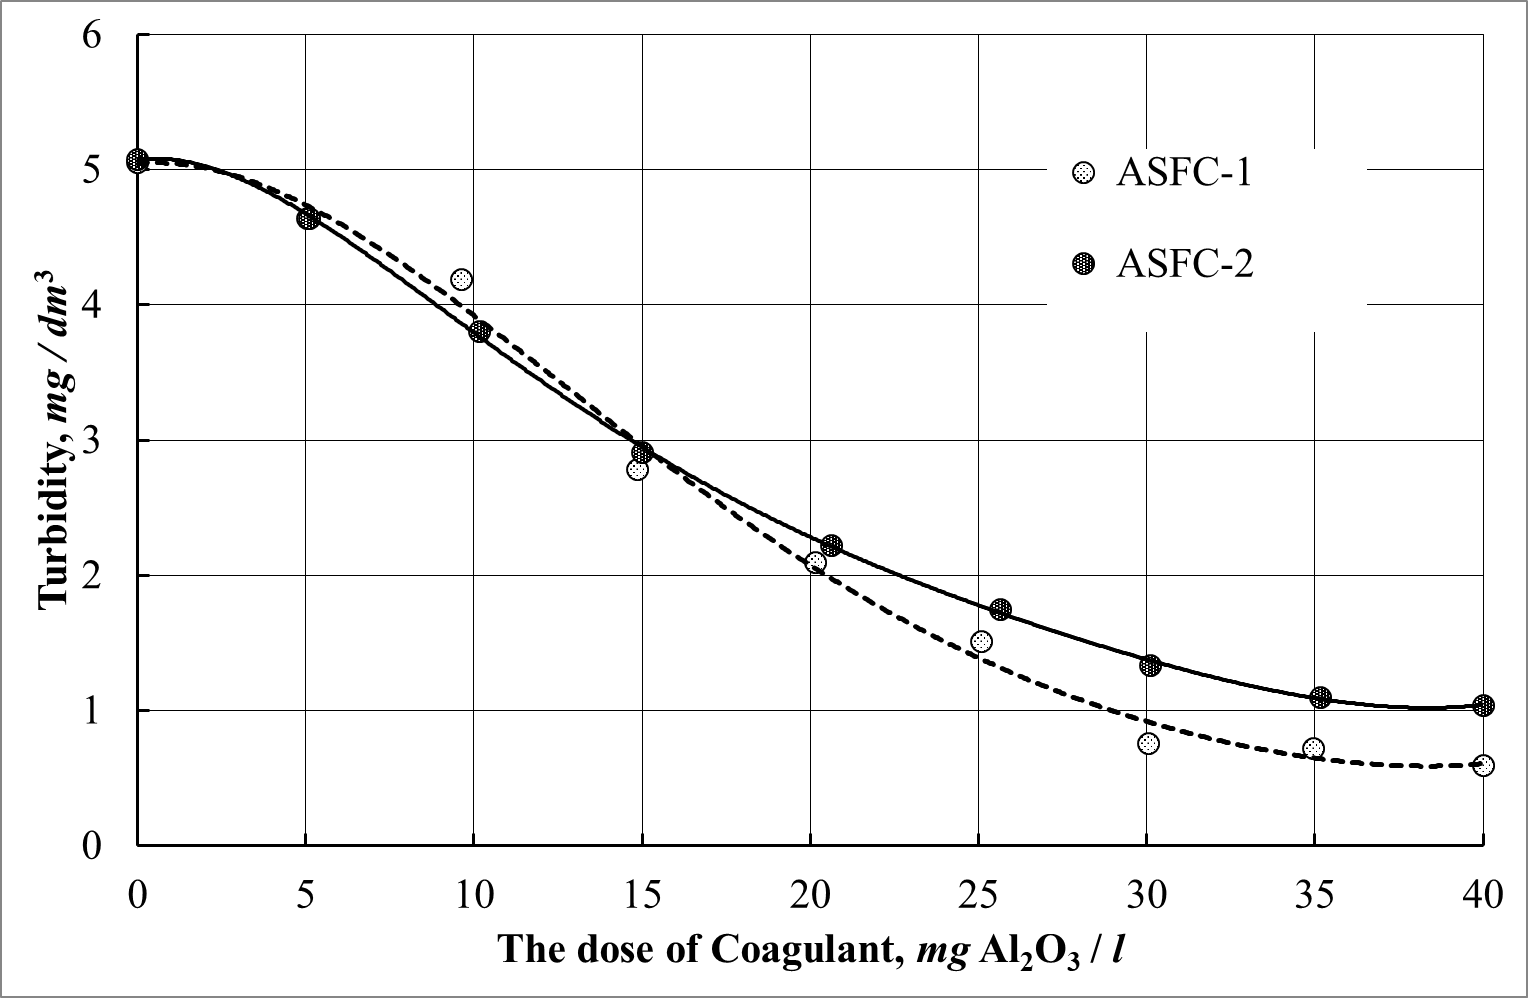 6
5
4
3
2
1
0
Turbidity, mg / dm³
ASFC-1
ASFC-2
0 5 10 15 20 25 30 35 40
The dose of Coagulant, mg Al₂O₃ / l